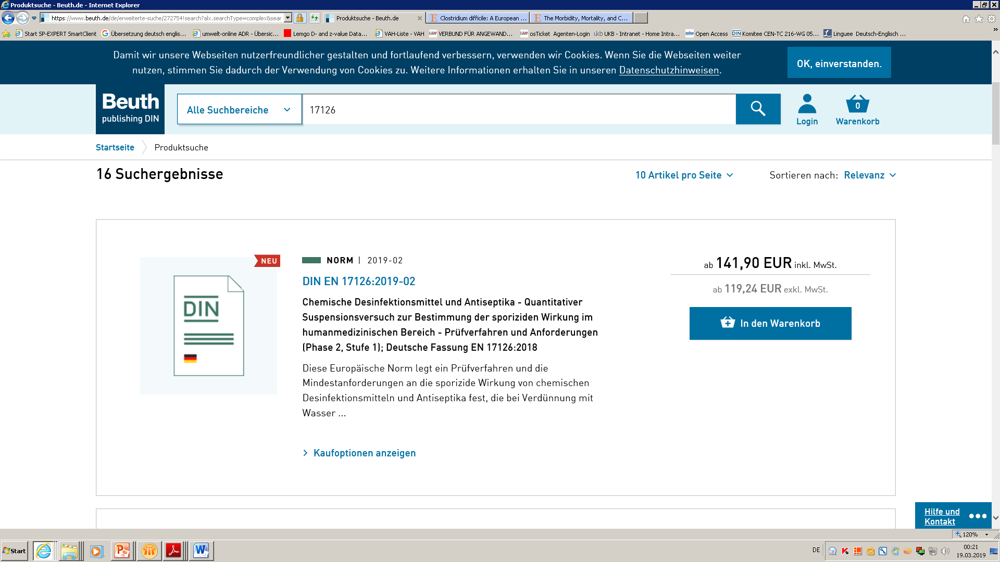 Produktsuche - Beuth.de - Internet Explorer
https://www.beuth.de/de/erweiterte-suche/272754!search?alx.searchType=complex&sear
Produktsuche - Beuth.de
Clostridium difficile: A European ...
The Morbidity, Mortality, and C...
Start SP-EXPERT SmartClient
Übersetzung deutsch englis...
umwelt-online ADR - Übersic...
Lemgo D- and z-value Data...
VAH-Liste - VAH
VERBUND FÜR ANGEWAND...
osTicket Agenten-Login
UKB - Intranet - Home Intra...
Open Access
Komitee CEN-TC 216-WG 05...
Linguee Deutsch-Englisch ...
Damit wir unsere Webseiten nutzerfreundlicher gestalten und fortlaufend verbessern, verwenden wir Cookies. Wenn Sie die Webseiten weiter
nutzen, stimmen Sie dadurch der Verwendung von Cookies zu. Weitere Informationen erhalten Sie in unseren Datenschutzhinweisen.
OK, einverstanden.
Beuth
publishing DIN
Alle Suchbereiche
17126
Login
0
Warenkorb
Startseite
Produktsuche
16 Suchergebnisse
10 Artikel pro Seite
Sortieren nach: Relevanz
NEU
DIN
NORM | 2019-02
DIN EN 17126:2019-02
Chemische Desinfektionsmittel und Antiseptika - Quantitativer
Suspensionsversuch zur Bestimmung der sporiziden Wirkung im
humanmedizinischen Bereich - Prüfverfahren und Anforderungen
(Phase 2, Stufe 1); Deutsche Fassung EN 17126:2018
Diese Europäische Norm legt ein Prüfverfahren und die
Mindestanforderungen an die sporizide Wirkung von chemischen
Desinfektionsmitteln und Antiseptika fest, die bei Verdünnung mit
Wasser ...
Kaufoptionen anzeigen
ab 141,90 EUR inkl. MwSt.
ab 119,24 EUR exkl. MwSt.
In den Warenkorb
Hilfe und
Kontakt
120%
Start
DE
00:21
19.03.2019